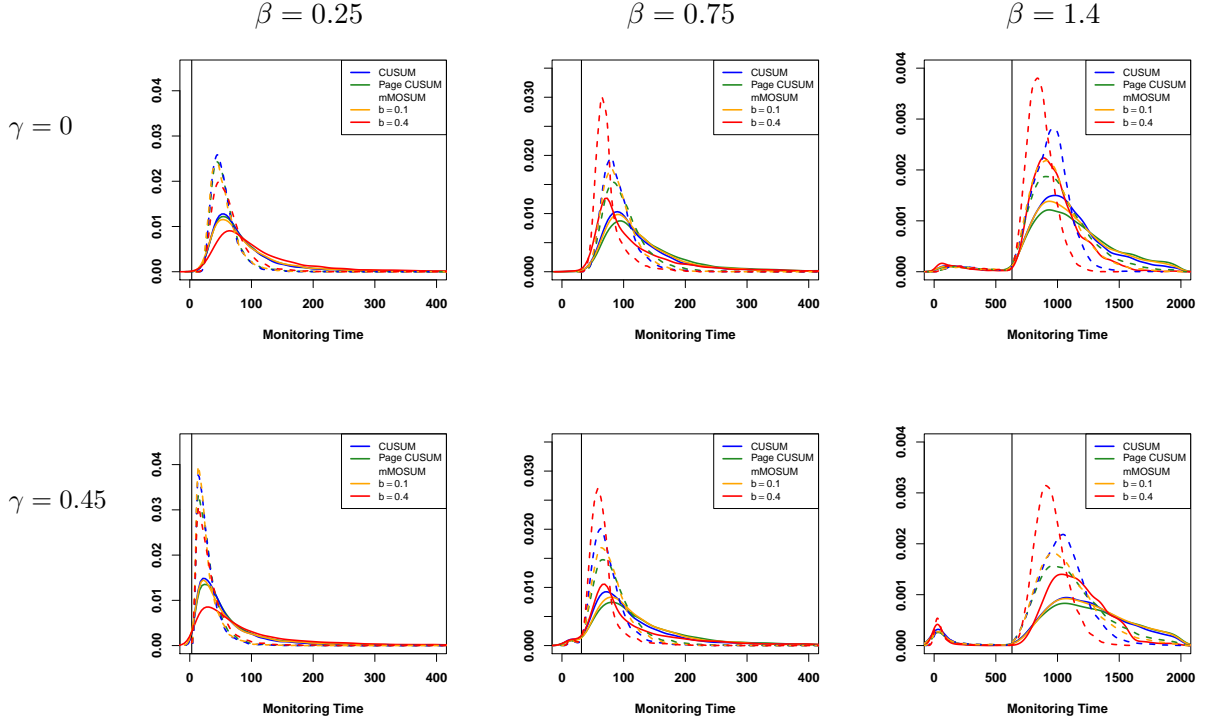 β = 0.25 β = 0.75 β = 1.4
γ = 0
0.00 0.01 0.02 0.03 0.04
CUSUM
Page CUSUM
mMOSUM
b = 0.1
b = 0.4
0 100 200 300 400
Monitoring Time
0.000 0.010 0.020 0.030
CUSUM
Page CUSUM
mMOSUM
b = 0.1
b = 0.4
0 100 200 300 400
Monitoring Time
0.000 0.001 0.002 0.003 0.004
CUSUM
Page CUSUM
mMOSUM
b = 0.1
b = 0.4
0 500 1000 1500 2000
Monitoring Time
γ = 0.45
0.00 0.01 0.02 0.03 0.04
CUSUM
Page CUSUM
mMOSUM
b = 0.1
b = 0.4
0 100 200 300 400
Monitoring Time
0.000 0.010 0.020 0.030
CUSUM
Page CUSUM
mMOSUM
b = 0.1
b = 0.4
0 100 200 300 400
Monitoring Time
0.000 0.001 0.002 0.003 0.004
CUSUM
Page CUSUM
mMOSUM
b = 0.1
b = 0.4
0 500 1000 1500 2000
Monitoring Time